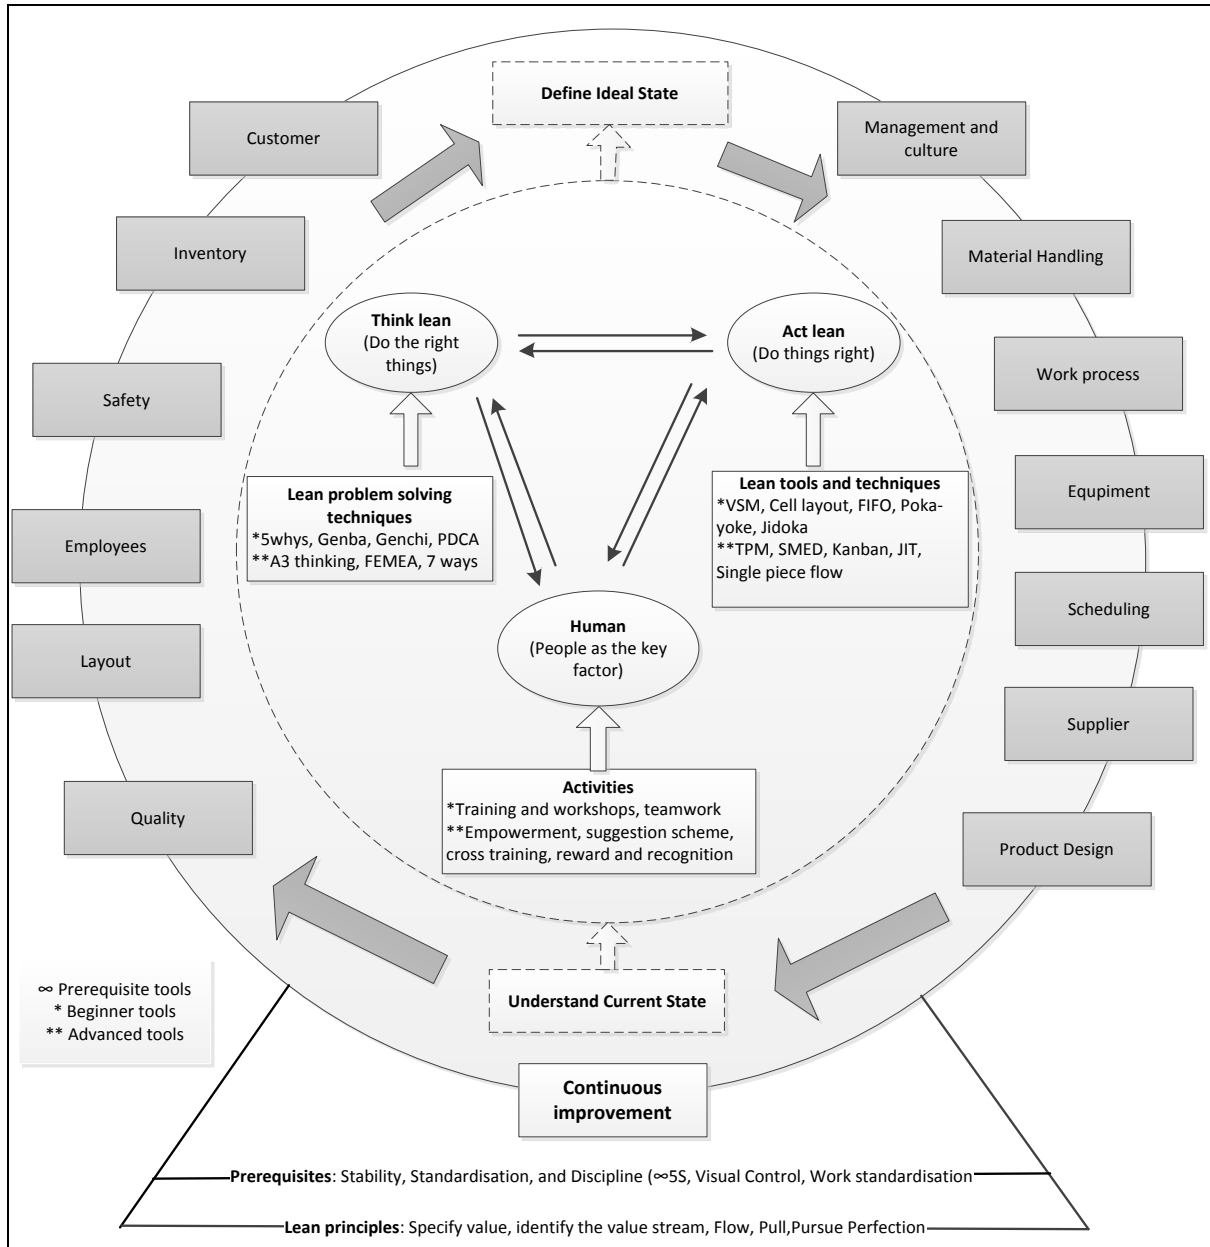 Define Ideal State
Customer
Management and
culture
Inventory
Material Handling
Think lean
(Do the right
things)
Act lean
(Do things right)
Safety
Work process
Lean problem solving
techniques
*5whys, Genba, Genchi, PDCA
**A3 thinking, FEMEA, 7 ways
Lean tools and techniques
*VSM, Cell layout, FIFO, Poka-
yoke, Jidoka
**TPM, SMED, Kanban, JIT,
Single piece flow
Equpiment
Employees
Scheduling
Human
(People as the key
factor)
Layout
Supplier
Activities
*Training and workshops, teamwork
**Empowerment, suggestion scheme,
cross training, reward and recognition
Quality
Product Design
Understand Current State
∞ Prerequisite tools
* Beginner tools
** Advanced tools
Continuous
improvement
Prerequisites: Stability, Standardisation, and Discipline (∞5S, Visual Control, Work standardisation
Lean principles: Specify value, identify the value stream, Flow, Pull,Pursue Perfection